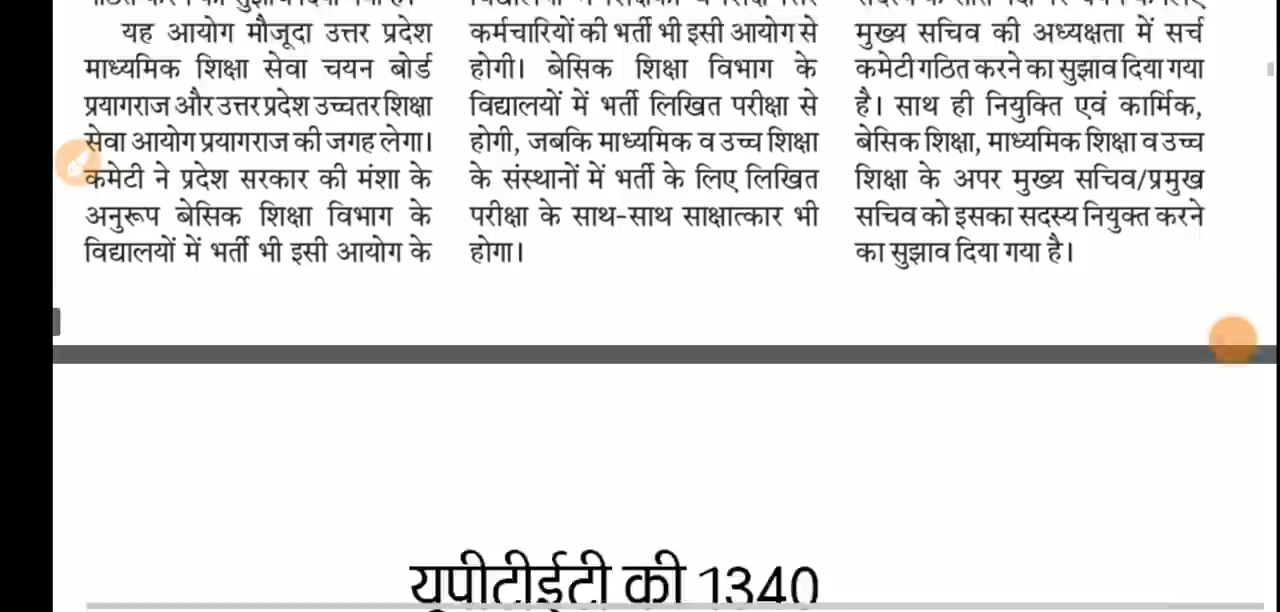 यह आयोग मौजूदा उत्तर प्रदेश
माध्यमिक शिक्षा सेवा चयन बोर्ड
प्रयागराज और उत्तर प्रदेश उच्चतर शिक्षा
सेवा आयोग प्रयागराज की जगह लेगा।
कमेटी ने प्रदेश सरकार की मंशा के
अनुरूप बेसिक शिक्षा विभाग के
विद्यालयों में भर्ती भी इसी आयोग के
कर्मचारियों की भर्ती भी इसी आयोग से
होगी। बेसिक शिक्षा विभाग के
विद्यालयों में भर्ती लिखित परीक्षा से
होगी, जबकि माध्यमिक व उच्च शिक्षा
के संस्थानों में भर्ती के लिए लिखित
परीक्षा के साथ-साथ साक्षात्कार भी
होगा।
मुख्य सचिव की अध्यक्षता में सर्च
कमेटी गठित करने का सुझाव दिया गया
है। साथ ही नियुक्ति एवं कार्मिक,
बेसिक शिक्षा, माध्यमिक शिक्षा व उच्च
शिक्षा के अपर मुख्य सचिव/प्रमुख
सचिव को इसका सदस्य नियुक्त करने
का सुझाव दिया गया है।
यूपीटीईटी की 1340